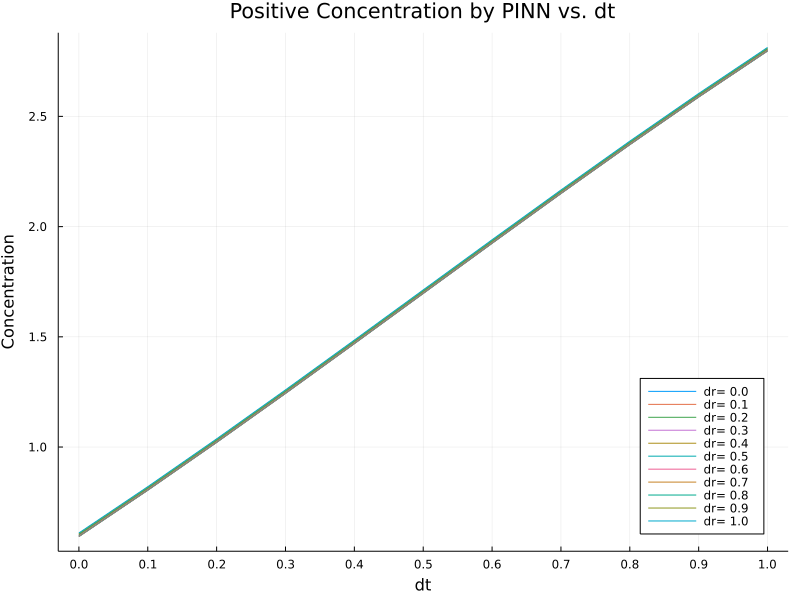 Positive Concentration by PINN vs. dt
Concentration
2.5
2.0
1.5
1.0
dr= 0.0
dr= 0.1
dr= 0.2
dr= 0.3
dr= 0.4
dr= 0.5
dr= 0.6
dr= 0.7
dr= 0.8
dr= 0.9
dr= 1.0
0.0 0.1 0.2 0.3 0.4 0.5 0.6 0.7 0.8 0.9 1.0
dt